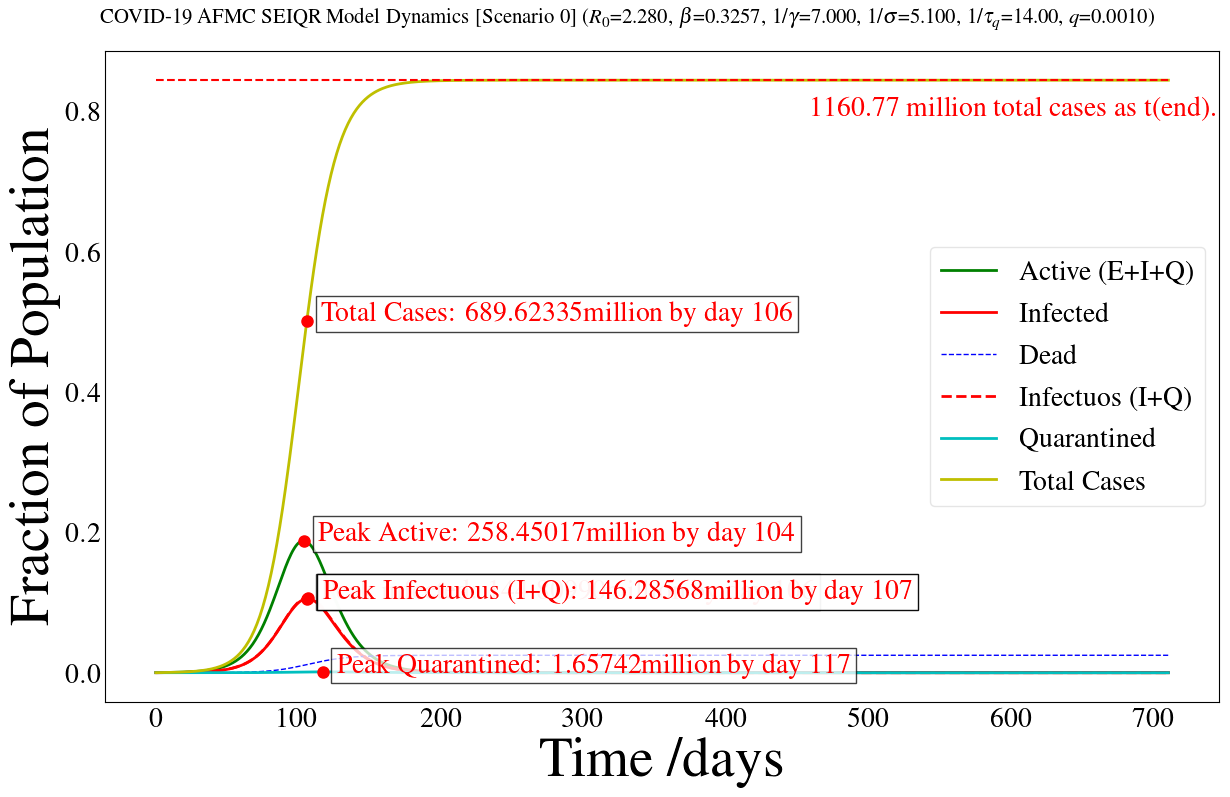 COVID-19 AFMC SEIQR Model Dynamics [Scenario 0] (R₀=2.280, β=0.3257, 1/γ=7.000, 1/σ=5.100, 1/τ_q=14.00, q=0.0010)
Fraction of Population
0.8
0.6
0.4
0.2
0.0
1160.77 million total cases as t(end).
Total Cases: 689.62335million by day 106
Active (E+I+Q)
Infected
Dead
Infectuos (I+Q)
Quarantined
Total Cases
Peak Active: 258.45017million by day 104
Peak Infectuous (I+Q): 146.28568million by day 107
Peak Quarantined: 1.65742million by day 117
0 100 200 300 400 500 600 700
Time /days